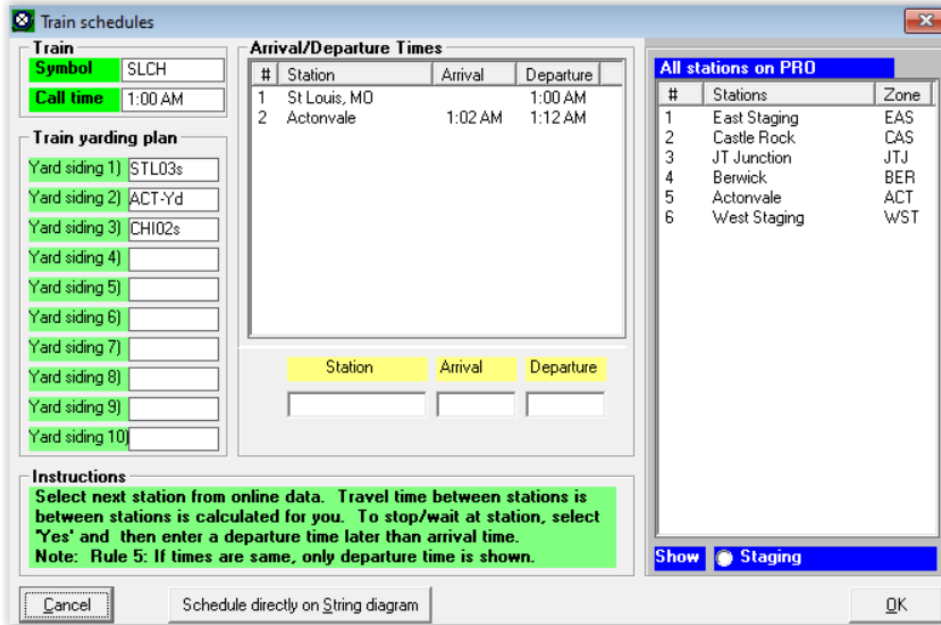 Train schedules
Train
Symbol SLCH
Call time 1:00 AM
Train yarding plan
Yard siding 1) STL03s
Yard siding 2) ACT-Yd
Yard siding 3) CHI02s
Yard siding 4)
Yard siding 5)
Yard siding 6)
Yard siding 7)
Yard siding 8)
Yard siding 9)
Yard siding 10)
Arrival/Departure Times
# Station Arrival Departure
1 St Louis, MO 1:00 AM
2 Actonvale 1:02 AM 1:12 AM
Station Arrival Departure
All stations on PRO
# Stations Zone
1 East Staging EAS
2 Castle Rock CAS
3 JT Junction JTJ
4 Berwick BER
5 Actonvale ACT
6 West Staging WST
Show Staging
Instructions
Select next station from online data. Travel time between stations is
between stations is calculated for you. To stop/wait at station, select
'Yes' and then enter a departure time later than arrival time.
Note: Rule 5: If times are same, only departure time is shown.
Cancel
Schedule directly on String diagram
OK